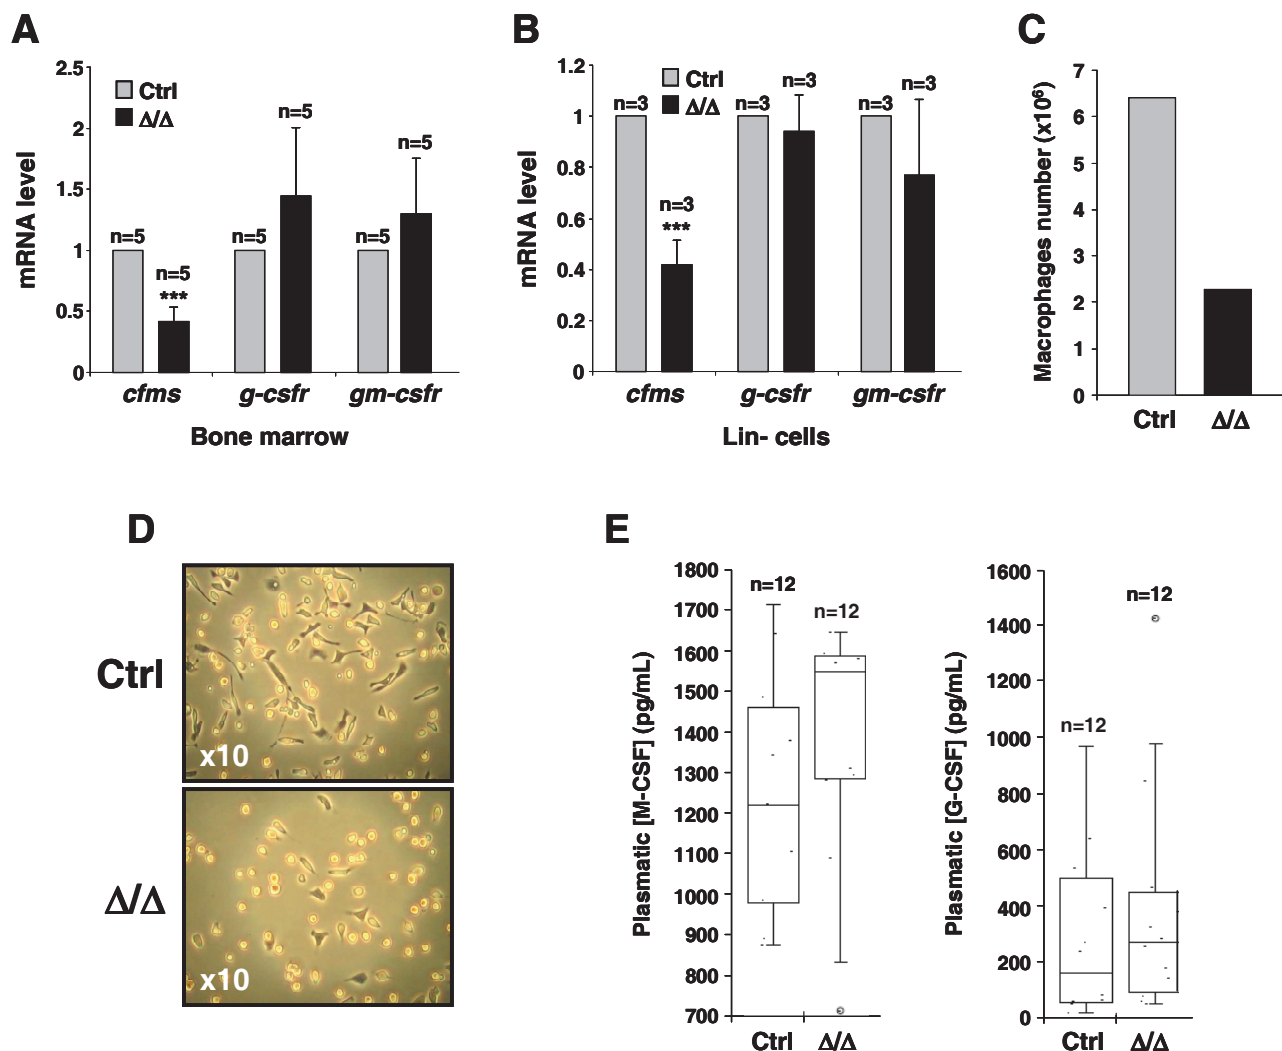 A
2.5
2
1.5
1
0.5
0
mRNA level
Ctrl
Δ/Δ
n=5
n=5
***
n=5
n=5
n=5
n=5
cfms
g-csfr
gm-csfr
Bone marrow
B
1.2
1
0.8
0.6
0.4
0.2
0
mRNA level
Ctrl
Δ/Δ
n=3
n=3
***
n=3
n=3
n=3
n=3
cfms
g-csfr
gm-csfr
Lin- cells
C
7
6
5
4
3
2
1
0
Macrophages number (x10⁶)
Ctrl
Δ/Δ
D
Ctrl
x10
Δ/Δ
x10
E
1800
1700
1600
1500
1400
1300
1200
1100
1000
900
800
700
Plasmatic [M-CSF] (pg/mL)
n=12
n=12
Ctrl
Δ/Δ
1600
1400
1200
1000
800
600
400
200
0
Plasmatic [G-CSF] (pg/mL)
n=12
n=12
Ctrl
Δ/Δ